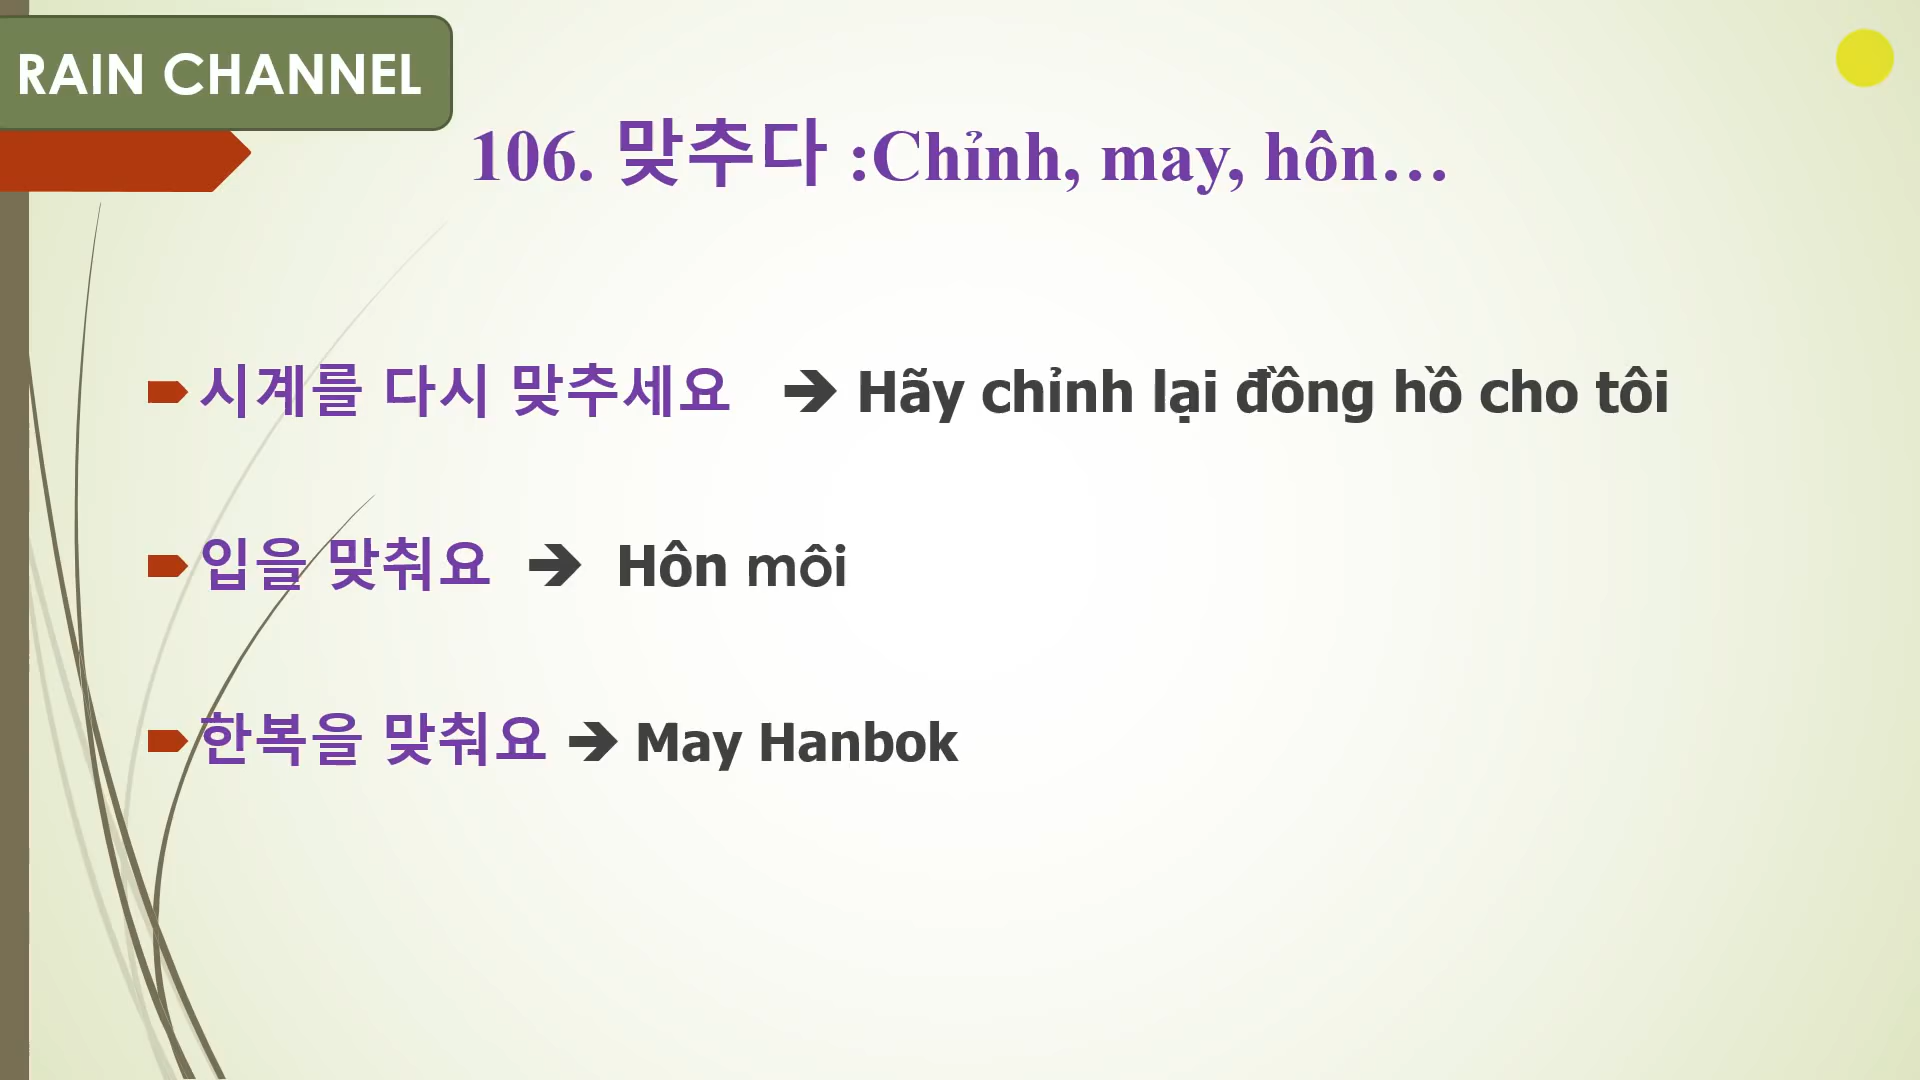 RAIN CHANNEL
106. 맞추다 :Chỉnh, may, hôn…
시계를 다시 맞추세요 ➔ Hãy chỉnh lại đồng hồ cho tôi
입을 맞춰요 ➔ Hôn môi
한복을 맞춰요 ➔ May Hanbok